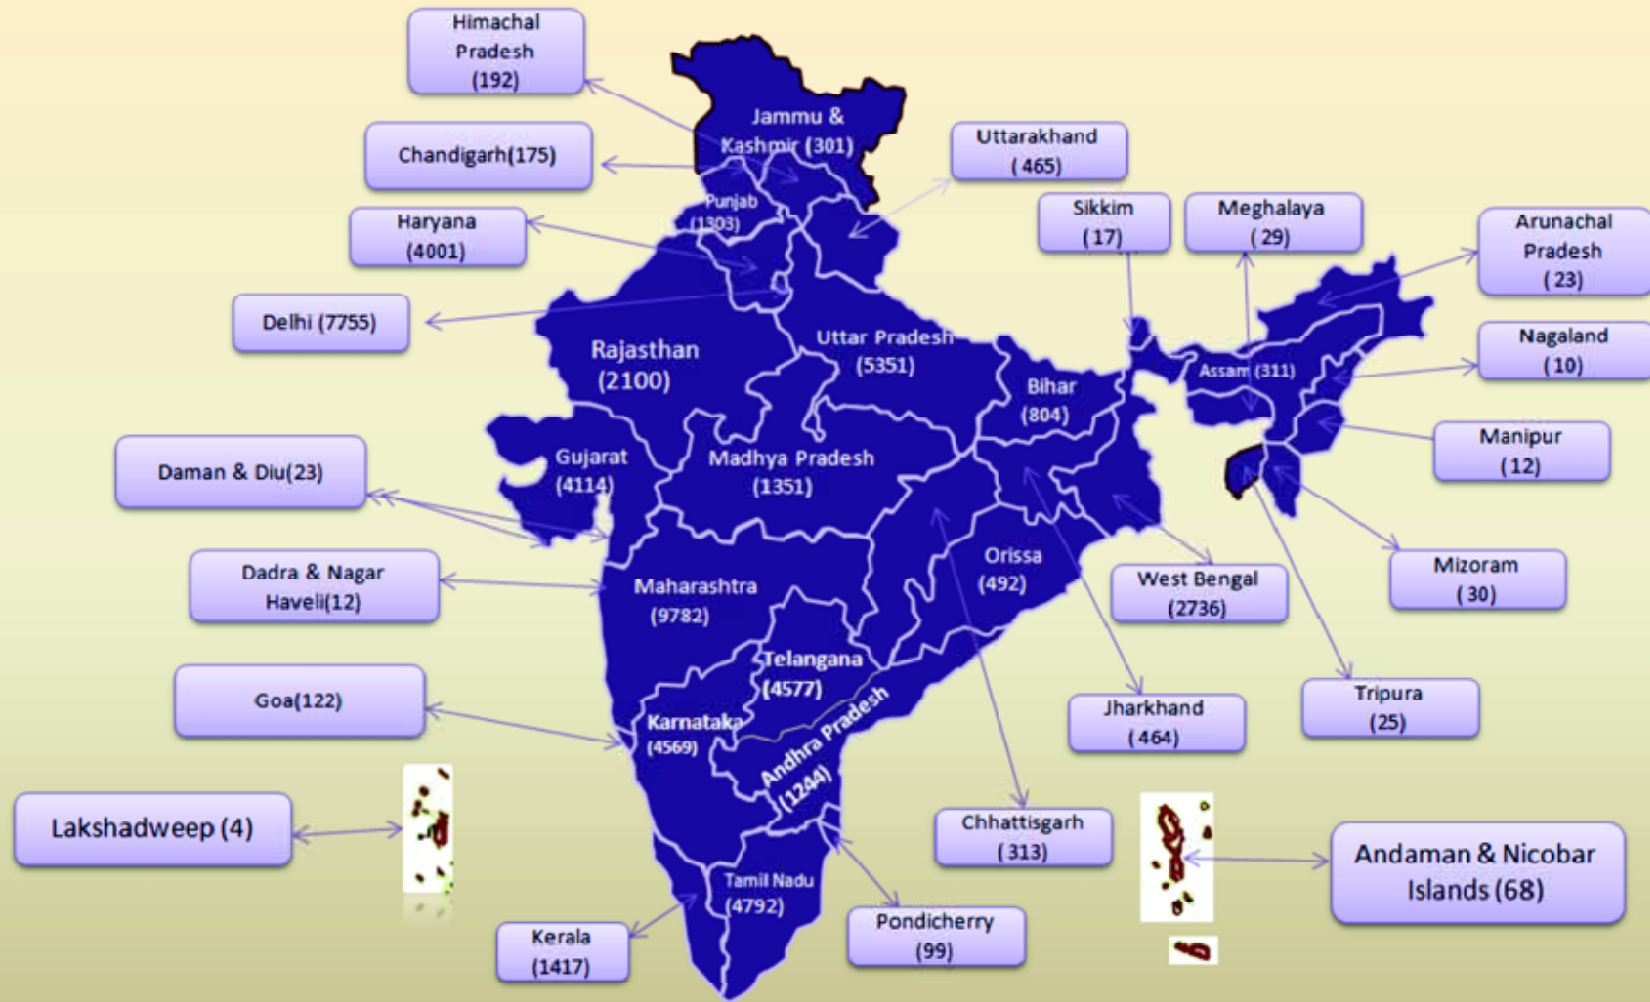 Himachal
Pradesh
(192)
Jammu &
Kashmir (301)
Chandigarh(175)
Uttarakhand
( 465)
Punjab
(1303)
Haryana
(4001)
Sikkim
( 17)
Meghalaya
( 29)
Arunachal
Pradesh
( 23)
Delhi (7755)
Rajasthan
(2100)
Uttar Pradesh
(5351)
Bihar
(804)
Assam (311)
Nagaland
( 10)
Manipur
( 12)
Daman & Diu(23)
Gujarat
(4114)
Madhya Pradesh
(1351)
Dadra & Nagar
Haveli(12)
Maharashtra
(9782)
Orissa
(492)
West Bengal
(2736)
Mizoram
( 30)
Telangana
(4577)
Goa(122)
Karnataka
(4569)
Andhra Pradesh
(1244)
Jharkhand
( 464)
Tripura
( 25)
Lakshadweep (4)
Chhattisgarh
( 313)
Andaman & Nicobar
Islands (68)
Tamil Nadu
(4792)
Kerala
(1417)
Pondicherry
(99)